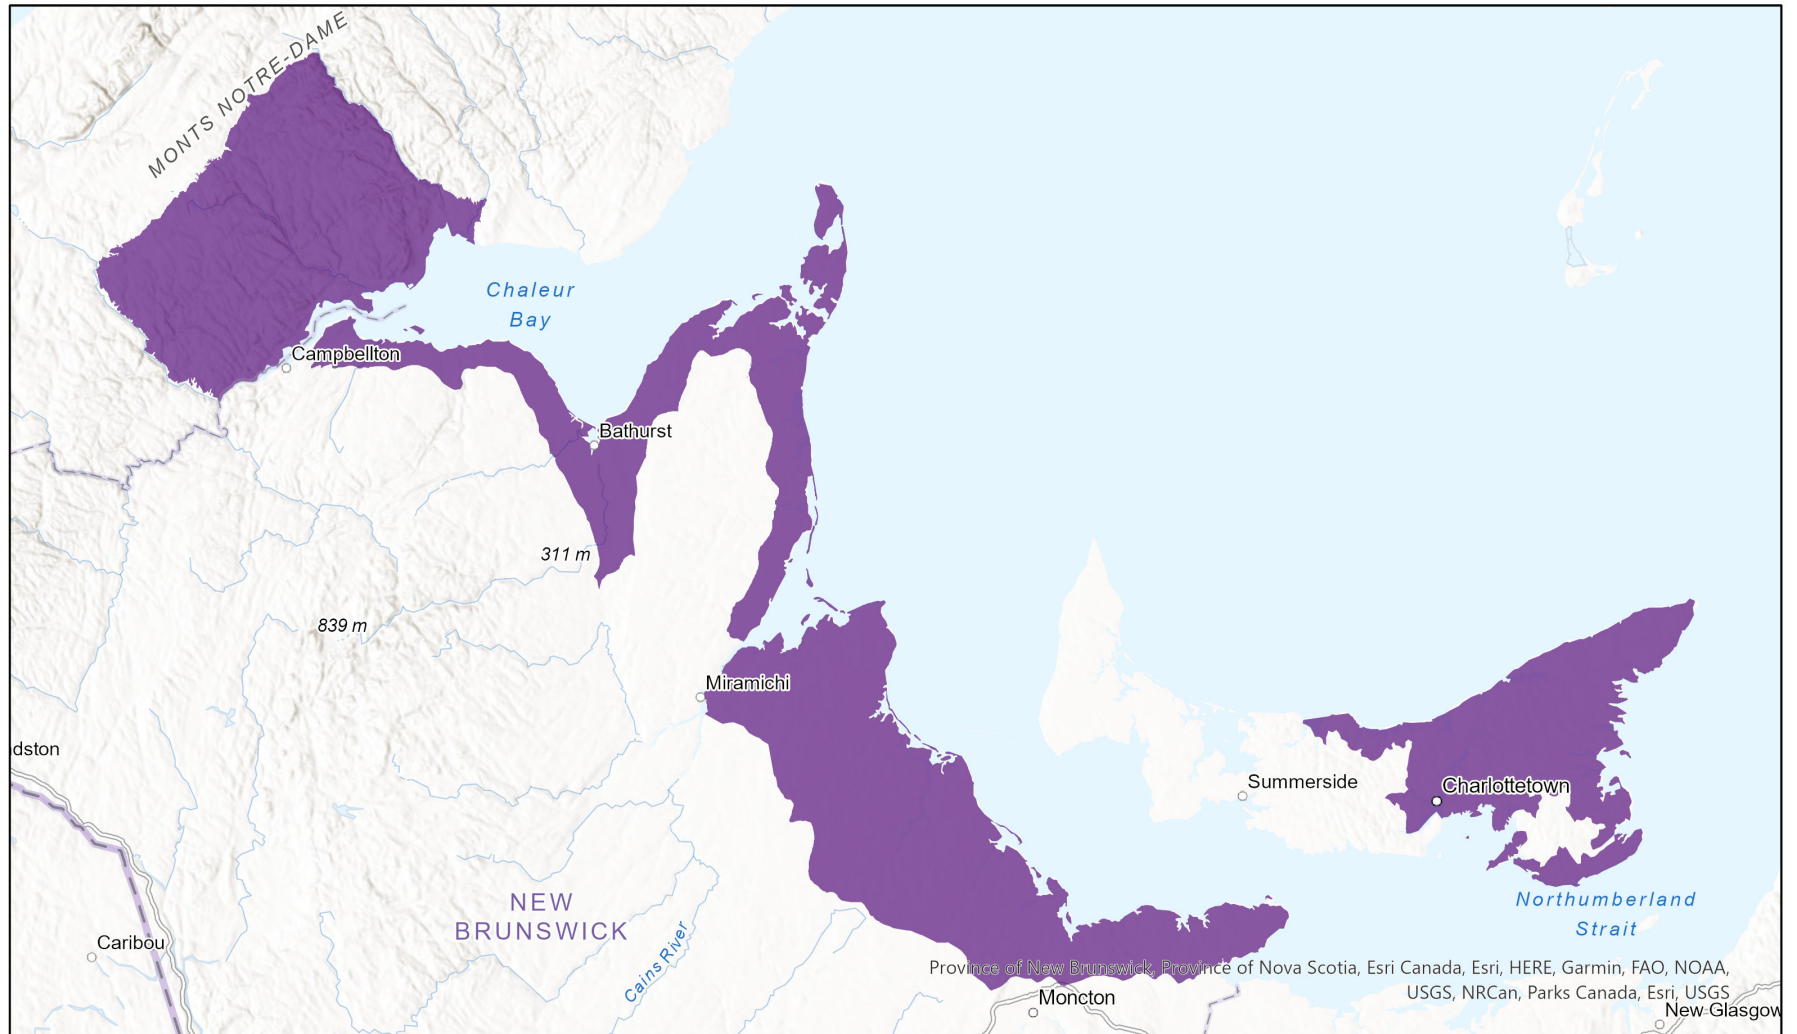 MONTS NOTRE-DAME
Chaleur
Bay
Campbellton
Bathurst
311 m
839 m
Miramichi
dston
Summerside
Charlottetown
NEW
BRUNSWICK
Northumberland
Strait
Caribou
Cains River
Province of New Brunswick, Province of Nova Scotia, Esri Canada, Esri, HERE, Garmin, FAO, NOAA,
USGS, NRCan, Parks Canada, Esri, USGS
Moncton
New Glasgow